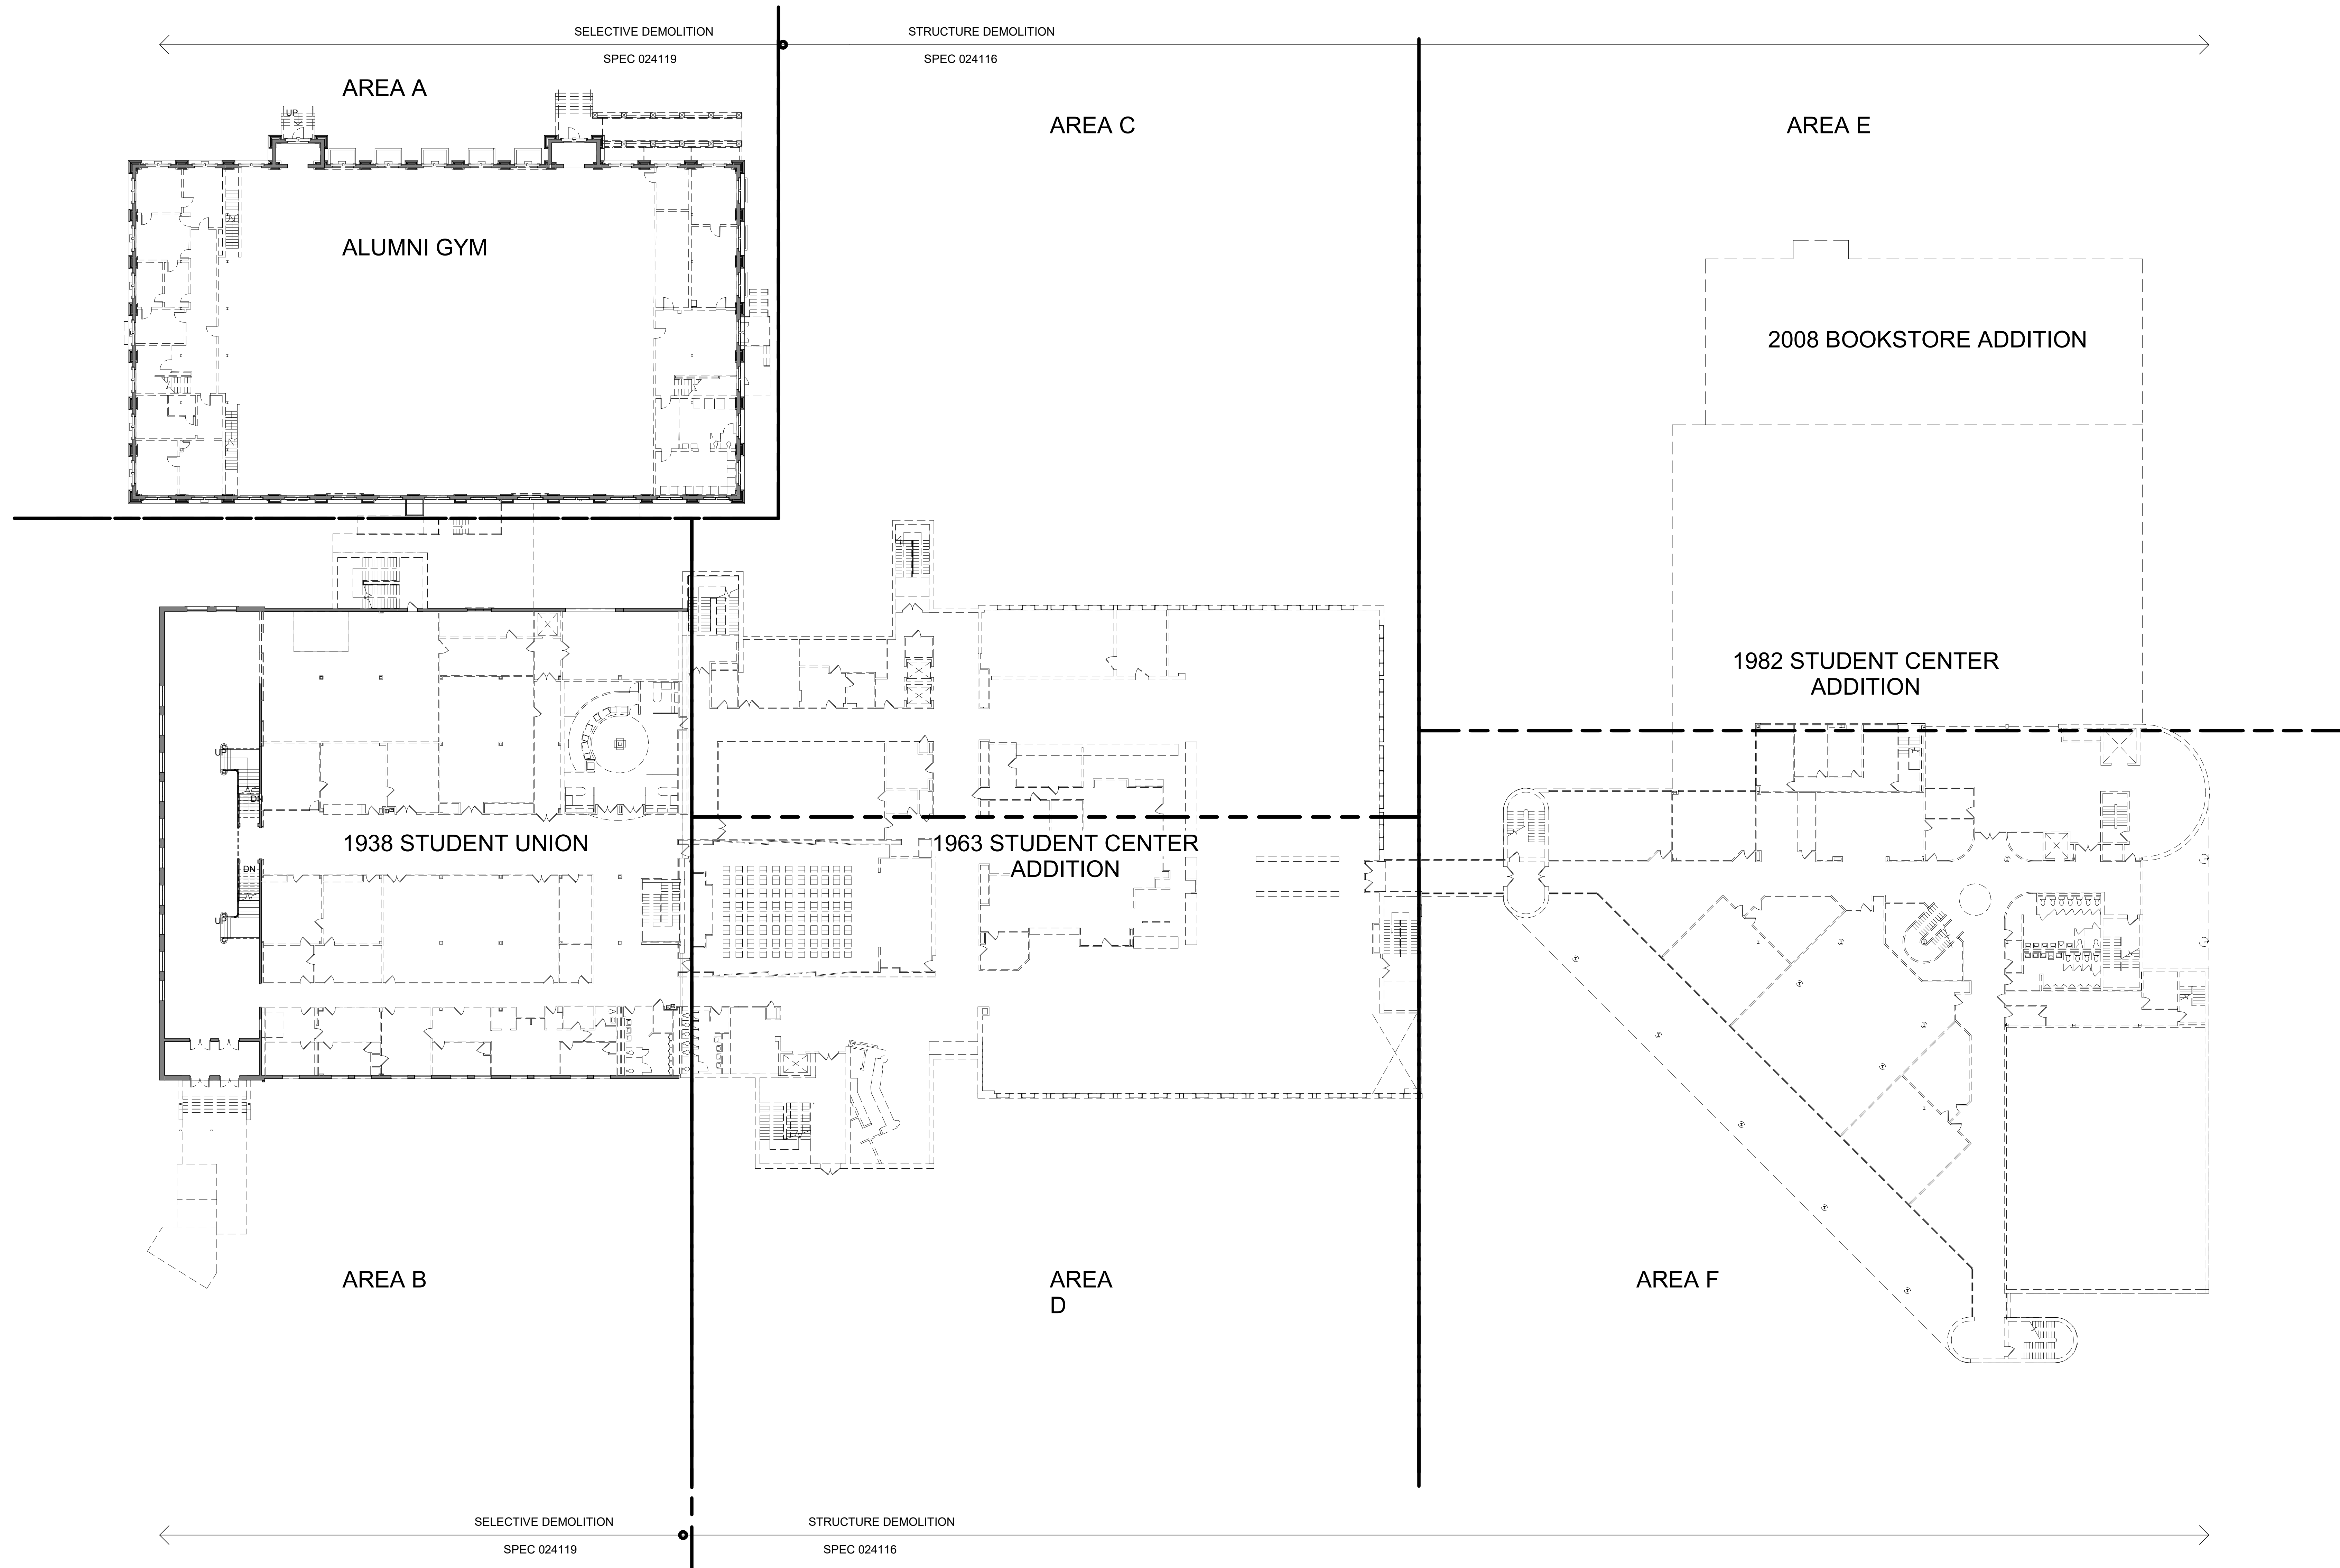 SELECTIVE DEMOLITION
STRUCTURE DEMOLITION
SPEC 024119
SPEC 024116
AREA A
AREA C
AREA E
UP
ALUMNI GYM
2008 BOOKSTORE ADDITION
1982 STUDENT CENTER
ADDITION
UP
DN
1938 STUDENT UNION
1963 STUDENT CENTER
ADDITION
DN
UP
AREA B
AREA
D
AREA F
SELECTIVE DEMOLITION
STRUCTURE DEMOLITION
SPEC 024119
SPEC 024116